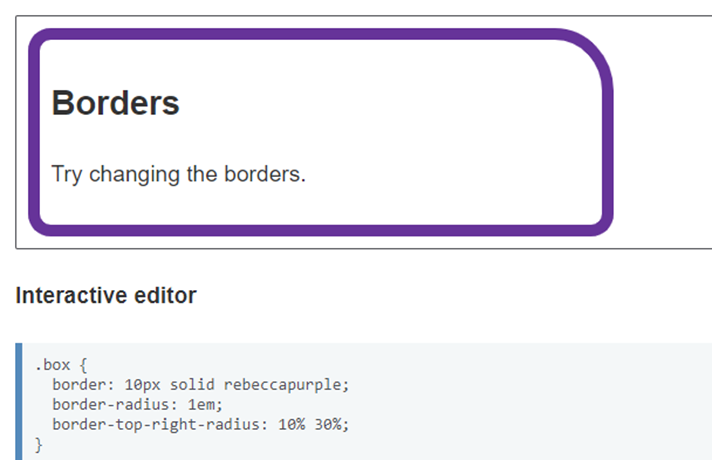 Borders
Try changing the borders.
Interactive editor
.box {
  border: 10px solid rebeccapurple;
  border-radius: 1em;
  border-top-right-radius: 10% 30%;
}